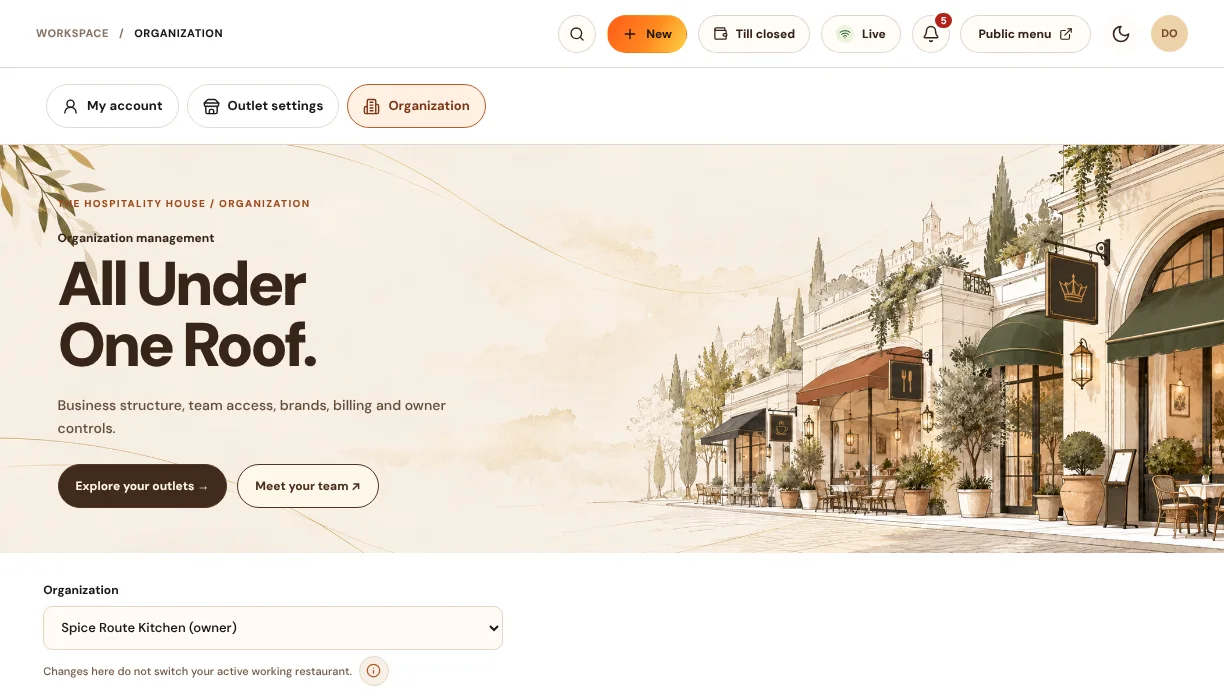 WORKSPACE / ORGANIZATION
New
Till closed
Live
5
Public menu
DO
My account
Outlet settings
Organization
THE HOSPITALITY HOUSE / ORGANIZATION
Organization management
All Under
One Roof.
Business structure, team access, brands, billing and owner
controls.
Explore your outlets →
Meet your team ↗
Organization
Spice Route Kitchen (owner)
Changes here do not switch your active working restaurant.